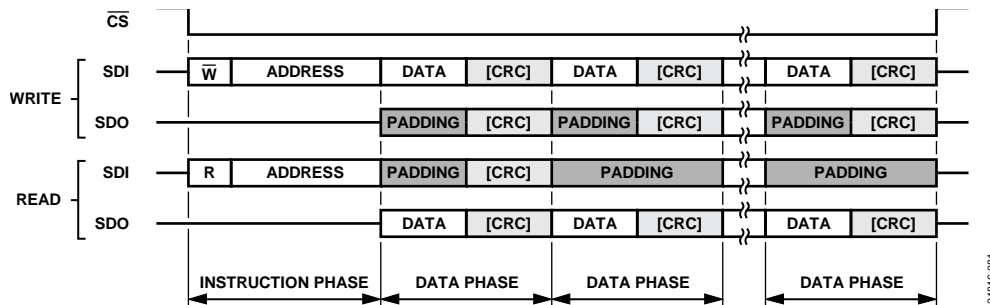 CS
SDI W ADDRESS DATA [CRC] DATA [CRC] DATA [CRC]
WRITE
SDO PADDING [CRC] PADDING [CRC] PADDING [CRC]
SDI R ADDRESS PADDING [CRC] PADDING PADDING
READ
SDO DATA [CRC] DATA [CRC] DATA [CRC]
INSTRUCTION PHASE DATA PHASE DATA PHASE DATA PHASE